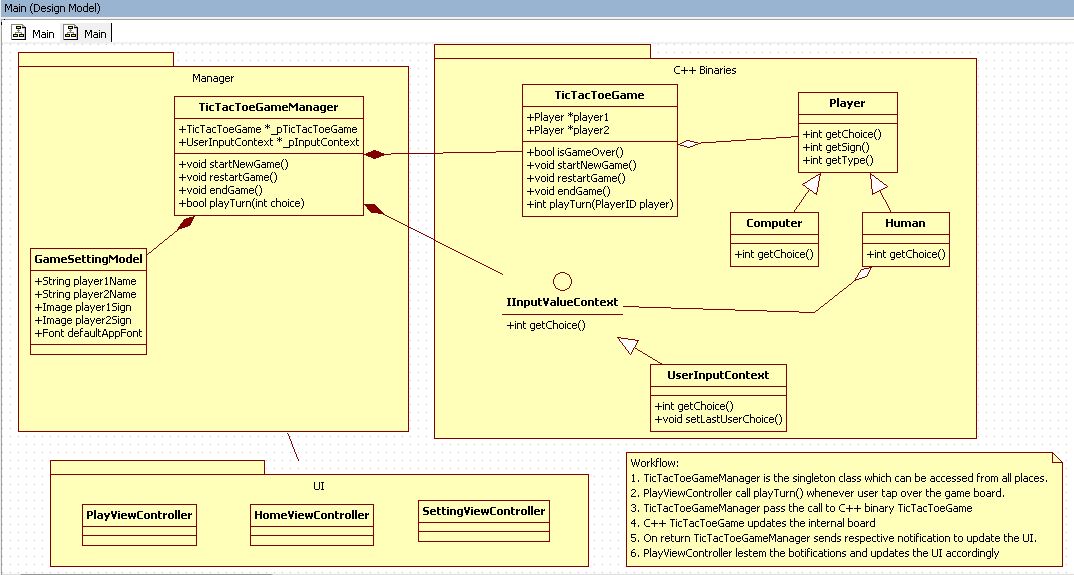 Main (Design Model)
Main Main
Manager
TicTacToeGameManager
+TicTacToeGame *_pTicTacToeGame
+UserInputContext *_pInputContext
+void startNewGame()
+void restartGame()
+void endGame()
+bool playTurn(int choice)
GameSettingModel
+String player1Name
+String player2Name
+Image player1Sign
+Image player2Sign
+Font defaultAppFont
C++ Binaries
TicTacToeGame
+Player *player1
+Player *player2
+bool isGameOver()
+void startNewGame()
+void restartGame()
+void endGame()
+int playTurn(PlayerID player)
Player
+int getChoice()
+int getSign()
+int getType()
Computer
+int getChoice()
Human
+int getChoice()
IInputValueContext
+int getChoice()
UserInputContext
+int getChoice()
+void setLastUserChoice()
UI
PlayViewController
HomeViewController
SettingViewController
Workflow:
1. TicTacToeGameManager is the singleton class which can be accessed from all places.
2. PlayViewController call playTurn() whenever user tap over the game board.
3. TicTacToeGameManager pass the call to C++ binary TicTacToeGame
4. C++ TicTacToeGame updates the internal board
5. On return TicTacToeGameManager sends respective notification to update the UI.
6. PlayViewController lestem the botifications and updates the UI accordingly